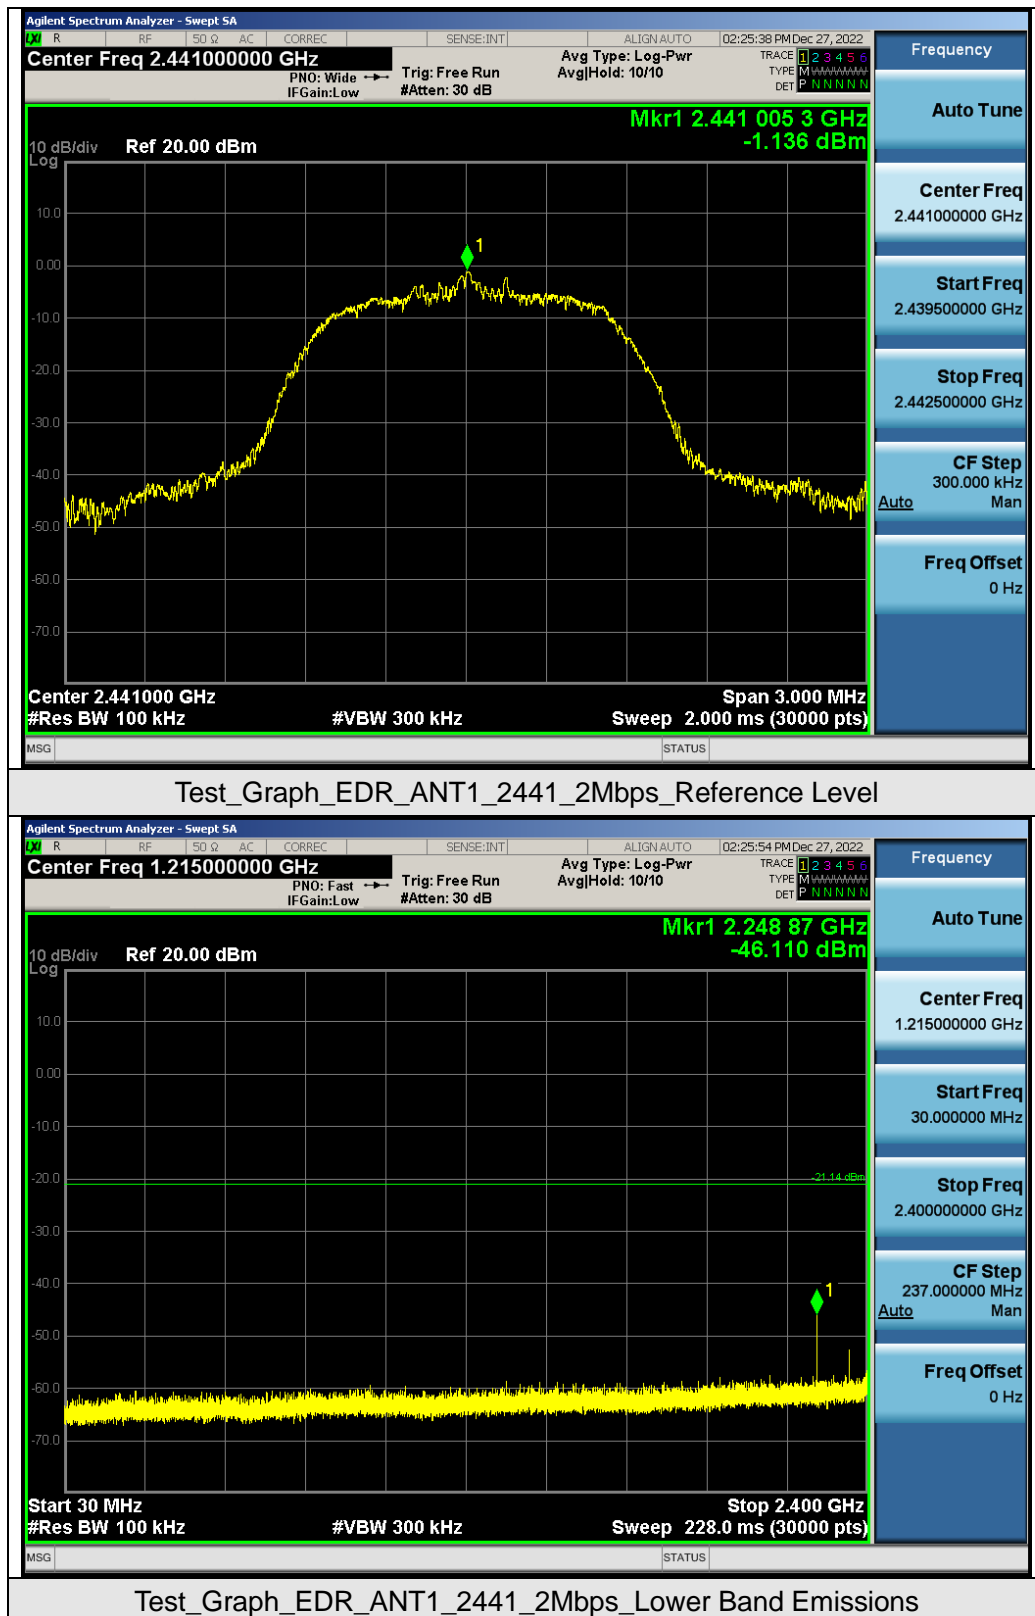 Agilent Spectrum Analyzer - Swept SA
LXI R RF 50 Ω AC CORREC SENSE:INT ALIGN AUTO 02:25:38 PM Dec 27, 2022
Center Freq 2.441000000 GHz
PNO: Wide
IFGain:Low
Trig: Free Run
#Atten: 30 dB
Avg Type: Log-Pwr
Avg|Hold: 10/10
TRACE 1 2 3 4 5 6
TYPE M WWWWW
DET P N N N N N
Mkr1 2.441 005 3 GHz
-1.136 dBm
10 dB/div Ref 20.00 dBm
Log
10.0
0.00
-10.0
-20.0
-30.0
-40.0
-50.0
-60.0
-70.0
1
Center 2.441000 GHz Span 3.000 MHz
#Res BW 100 kHz #VBW 300 kHz Sweep 2.000 ms (30000 pts)
MSG STATUS
Frequency
Auto Tune
Center Freq
2.441000000 GHz
Start Freq
2.439500000 GHz
Stop Freq
2.442500000 GHz
CF Step
300.000 kHz
Auto Man
Freq Offset
0 Hz
Test_Graph_EDR_ANT1_2441_2Mbps_Reference Level
Agilent Spectrum Analyzer - Swept SA
LXI R RF 50 Ω AC CORREC SENSE:INT ALIGN AUTO 02:25:54 PM Dec 27, 2022
Center Freq 1.215000000 GHz
PNO: Fast
IFGain:Low
Trig: Free Run
#Atten: 30 dB
Avg Type: Log-Pwr
Avg|Hold: 10/10
TRACE 1 2 3 4 5 6
TYPE M WWWWW
DET P N N N N N
Mkr1 2.248 87 GHz
-46.110 dBm
10 dB/div Ref 20.00 dBm
Log
10.0
0.00
-10.0
-20.0
-30.0
-40.0
-50.0
-60.0
-70.0
-21.14 dBm
1
Start 30 MHz Stop 2.400 GHz
#Res BW 100 kHz #VBW 300 kHz Sweep 228.0 ms (30000 pts)
MSG STATUS
Frequency
Auto Tune
Center Freq
1.215000000 GHz
Start Freq
30.000000 MHz
Stop Freq
2.400000000 GHz
CF Step
237.000000 MHz
Auto Man
Freq Offset
0 Hz
Test_Graph_EDR_ANT1_2441_2Mbps_Lower Band Emissions